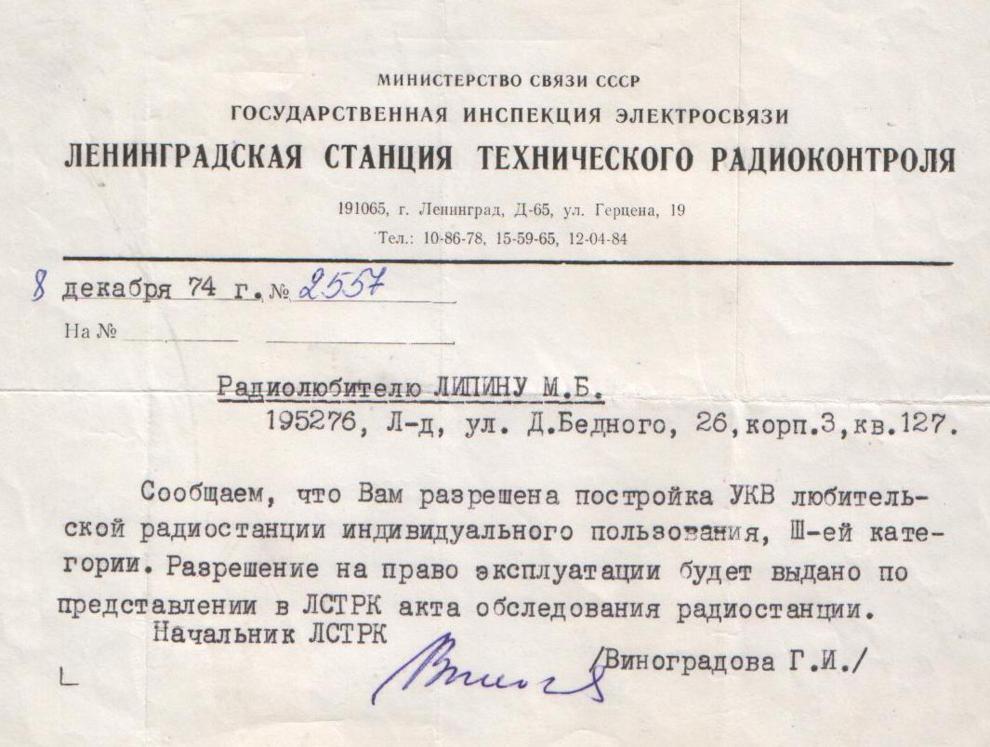 МИНИСТЕРСТВО СВЯЗИ СССР
ГОСУДАРСТВЕННАЯ ИНСПЕКЦИЯ ЭЛЕКТРОСВЯЗИ
ЛЕНИНГРАДСКАЯ СТАНЦИЯ ТЕХНИЧЕСКОГО РАДИОКОНТРОЛЯ
191065, г. Ленинград, Д-65, ул. Герцена, 19
Тел.: 10-86-78, 15-59-65, 12-04-84
8 декабря 74 г. № 2557
На №
Радиолюбителю ЛИПИНУ М.Б.
195276, Л-д, ул. Д.Бедного, 26,корп.3,кв.127.
Сообщаем, что Вам разрешена постройка УКВ любитель-
ской радиостанции индивидуального пользования, Ш-ей кате-
гории. Разрешение на право эксплуатации будет выдано по
представлении в ЛСТРК акта обследования радиостанции.
Начальник ЛСТРК
/Виноградова Г.И./